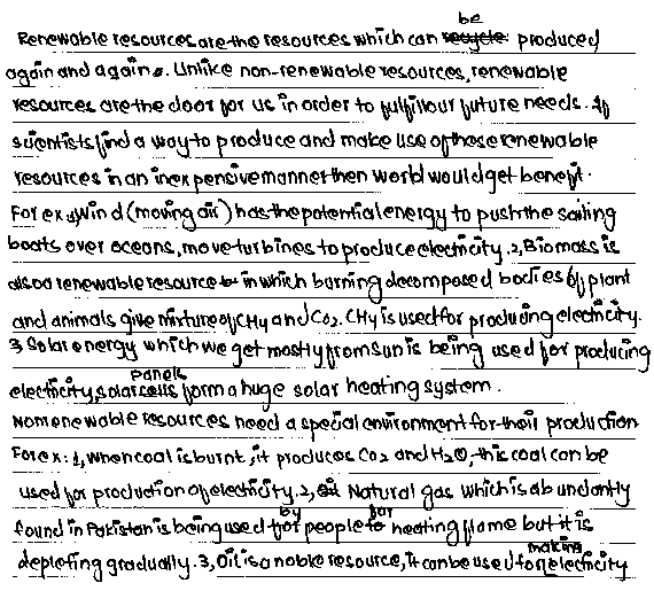 Renewable resources are the resources which can be produced
again and again. Unlike non-renewable resources, renewable
resources are the door for us in order to fulfill our future needs. If
scientists find a way to produce and make use of these renewable
resources in an inexpensive manner then world would get benefit.
For ex 1, Wind (moving air) has the potential energy to push the sailing
boats over oceans, move turbines to produce electricity. 2, Biomass is
also a renewable resource in which burning decomposed bodies of plant
and animals give mixture of CH4 and CO2. CH4 is used for producing electricity.
3 Solar energy which we get mostly from Sun is being used for producing
electricity, solar panels form a huge solar heating system.
Nonrenewable resources need a special environment for their production
For ex: 1, when coal is burnt, it produces CO2 and H2O, this coal can be
used for production of electricity. 2, Natural gas which is abundantly
found in Pakistan is being used by people for heating flame but it is
depleting gradually. 3, Oil is a noble resource, it can be used for making electricity